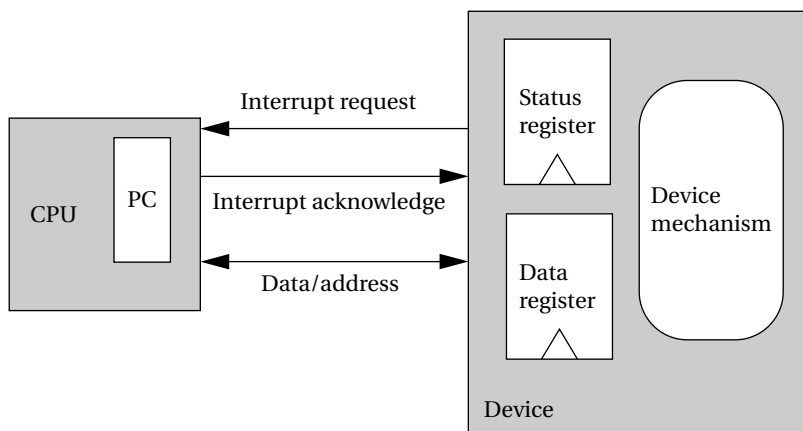 Interrupt request
CPU
PC
Interrupt acknowledge
Data/address
Status
register
Data
register
Device
mechanism
Device